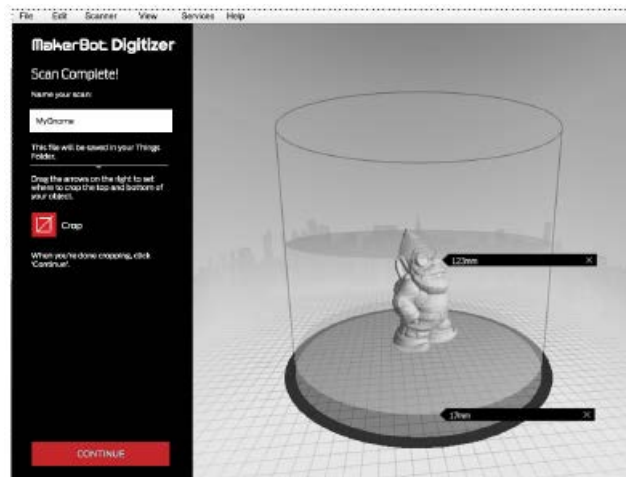 File Edit Scanner View Services Help
MakerBot Digitizer
Scan Complete!
Name your scan:
MyGnome
This file will be saved in your Things
Folder.
Drag the arrows on the right to set
where to crop the top and bottom of
your object.
Crop
When you're done cropping, click
'Continue'.
123mm
17mm
CONTINUE